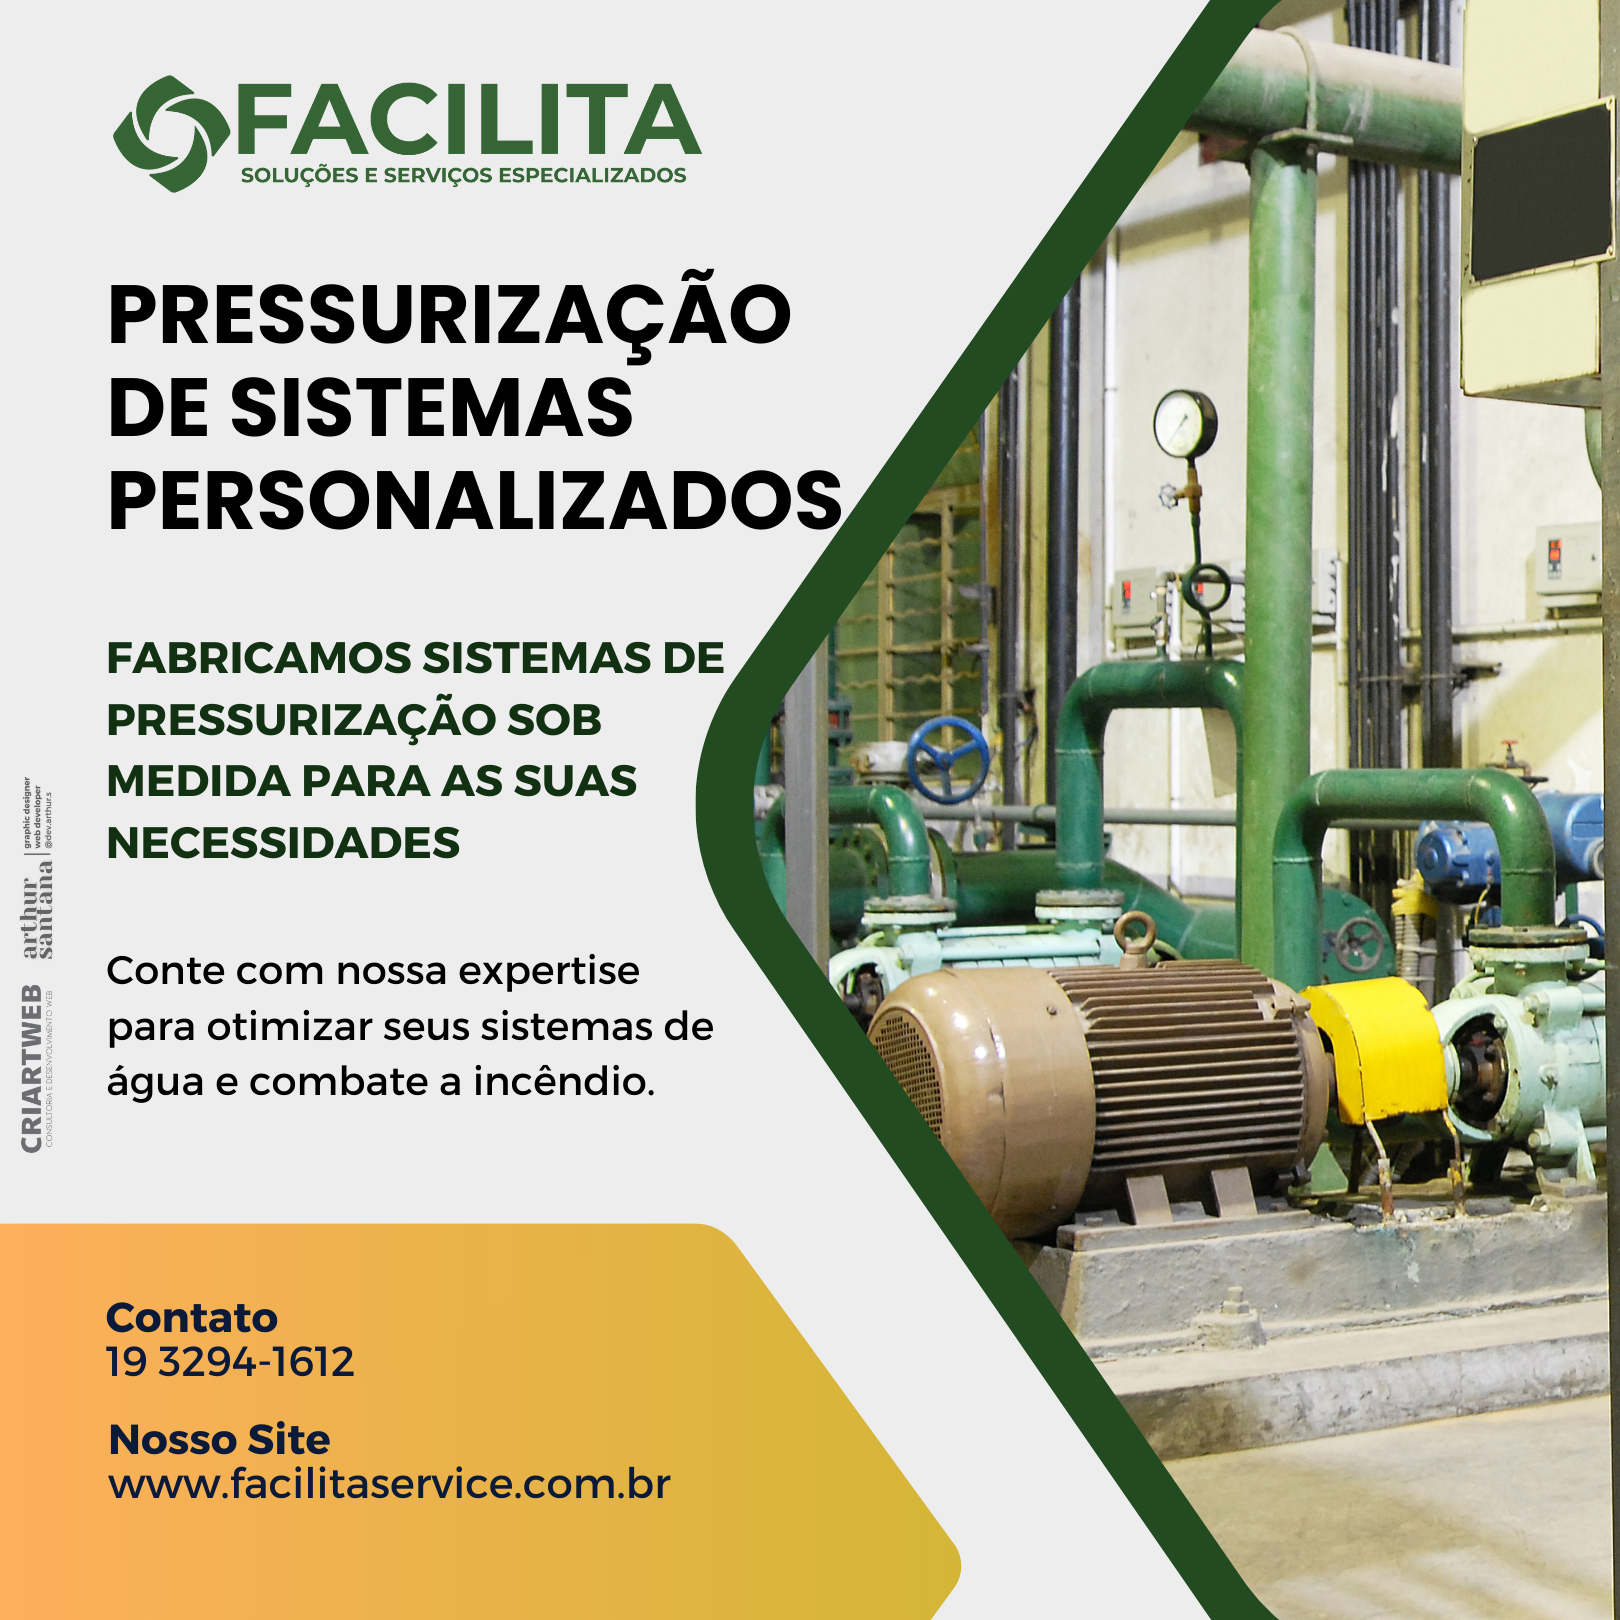 FACILITA
SOLUÇÕES E SERVIÇOS ESPECIALIZADOS
PRESSURIZAÇÃO
DE SISTEMAS
PERSONALIZADOS
FABRICAMOS SISTEMAS DE
PRESSURIZAÇÃO SOB
MEDIDA PARA AS SUAS
NECESSIDADES
Conte com nossa expertise
para otimizar seus sistemas de
água e combate a incêndio.
Contato
19 3294-1612
Nosso Site
www.facilitaservice.com.br
CRIARTWEB
CONSULTORIA E DESENVOLVIMENTO WEB
arthur
santana
graphic designer
web developer
@dev.arthur.s